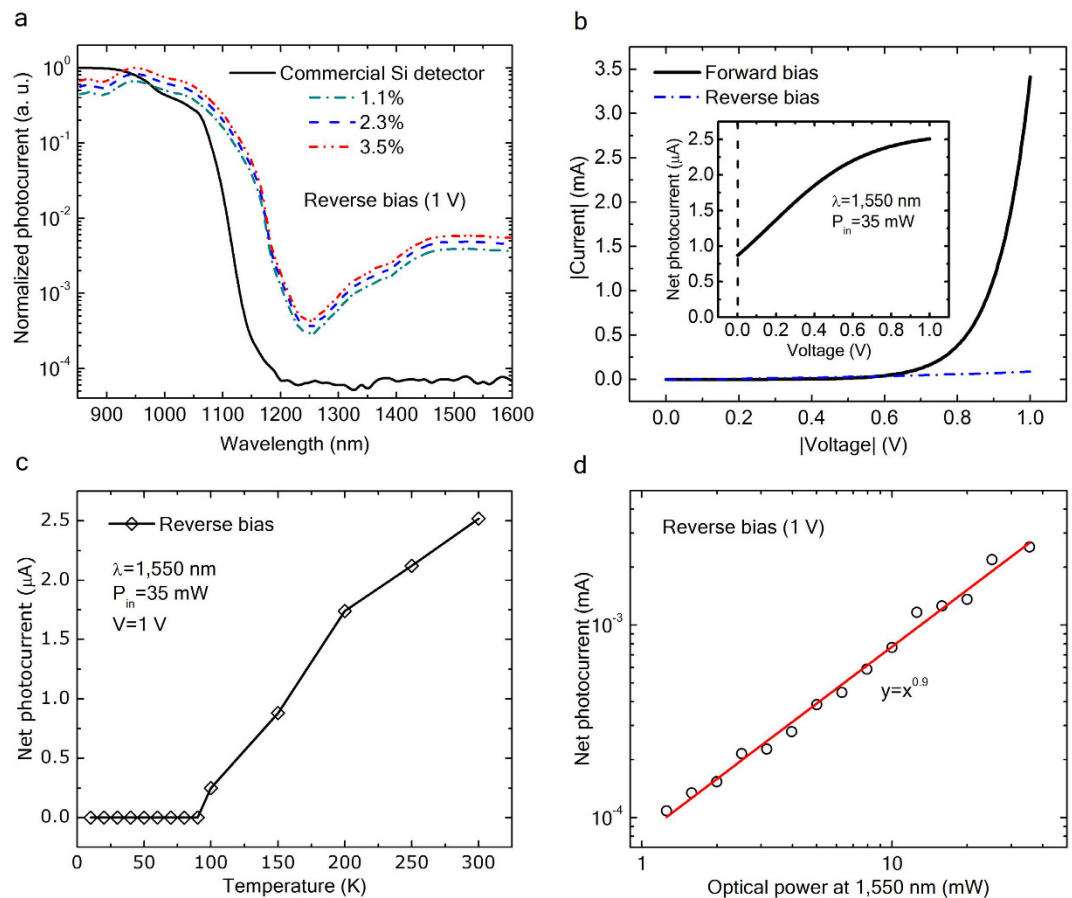 a
10⁰
10⁻¹
10⁻²
10⁻³
10⁻⁴
Normalized photocurrent (a. u.)
Commercial Si detector
1.1%
2.3%
3.5%
Reverse bias (1 V)
900 1000 1100 1200 1300 1400 1500 1600
Wavelength (nm)
b
3.5
3.0
2.5
2.0
1.5
1.0
0.5
0.0
|Current| (mA)
Forward bias
Reverse bias
2.5
2.0
1.5
1.0
0.5
0.0
Net photocurrent (μA)
λ=1,550 nm
Pin=35 mW
0.0 0.2 0.4 0.6 0.8 1.0
Voltage (V)
0.0 0.2 0.4 0.6 0.8 1.0
|Voltage| (V)
c
2.5
2.0
1.5
1.0
0.5
0.0
Net photocurrent (μA)
Reverse bias
λ=1,550 nm
Pin=35 mW
V=1 V
0 50 100 150 200 250 300
Temperature (K)
d
10⁻³
10⁻⁴
Net photocurrent (mA)
Reverse bias (1 V)
y=x⁰·⁹
1 10
Optical power at 1,550 nm (mW)